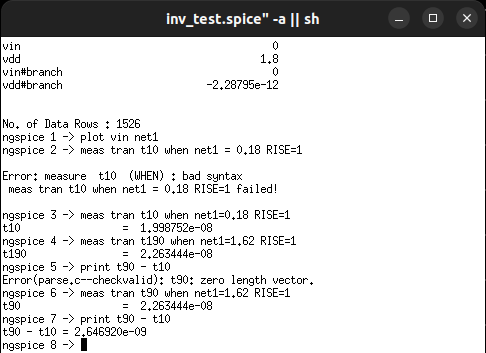 inv_test.spice" -a || sh
vin 0
vdd 1.8
vin#branch 0
vdd#branch -2.28795e-12
No. of Data Rows : 1526
ngspice 1 -> plot vin net1
ngspice 2 -> meas tran t10 when net1 = 0.18 RISE=1
Error: measure t10 (WHEN) : bad syntax
meas tran t10 when net1 = 0.18 RISE=1 failed!
ngspice 3 -> meas tran t10 when net1=0.18 RISE=1
t10 = 1.998752e-08
ngspice 4 -> meas tran t190 when net1=1.62 RISE=1
t190 = 2.263444e-08
ngspice 5 -> print t90 - t10
Error(parse.c--checkvalid): t90: zero length vector.
ngspice 6 -> meas tran t90 when net1=1.62 RISE=1
t90 = 2.263444e-08
ngspice 7 -> print t90 - t10
t90 - t10 = 2.646920e-09
ngspice 8 ->